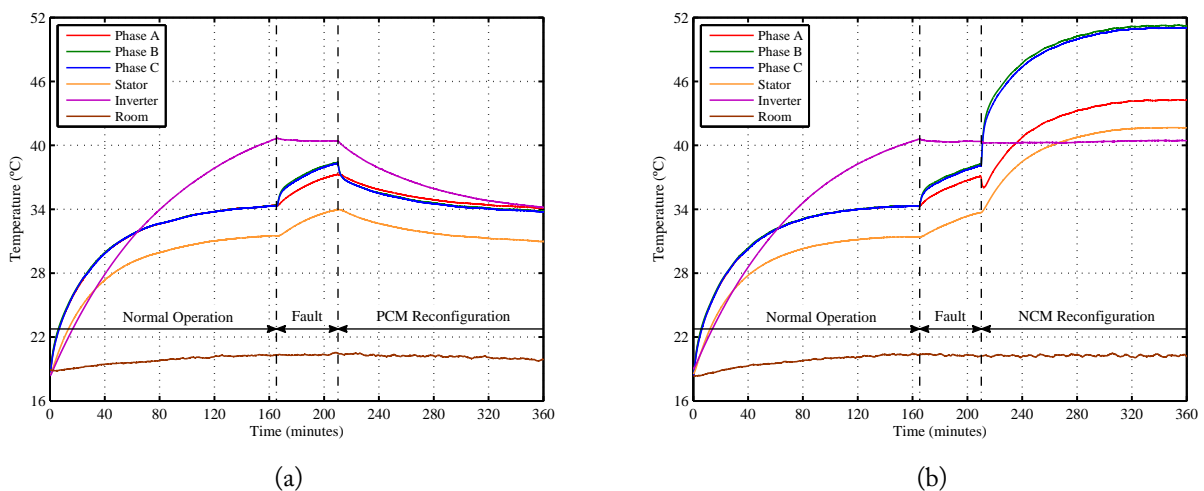 52
46
40
34
28
22
16
Temperature (ºC)
Phase A
Phase B
Phase C
Stator
Inverter
Room
Normal Operation
Fault
PCM Reconfiguration
0 40 80 120 160 200 240 280 320 360
Time (minutes)
(a)
52
46
40
34
28
22
16
Temperature (ºC)
Phase A
Phase B
Phase C
Stator
Inverter
Room
Normal Operation
Fault
NCM Reconfiguration
0 40 80 120 160 200 240 280 320 360
Time (minutes)
(b)